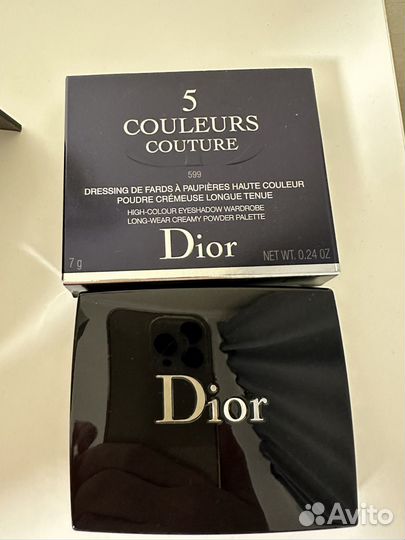 5
COULEURS
COUTURE
599
DRESSING DE FARDS À PAUPIÈRES HAUTE COULEUR
POUDRE CRÉMEUSE LONGUE TENUE
HIGH-COLOUR EYESHADOW WARDROBE
LONG-WEAR CREAMY POWDER PALETTE
7 g Dior NET WT. 0.24 OZ
Dior
Avito